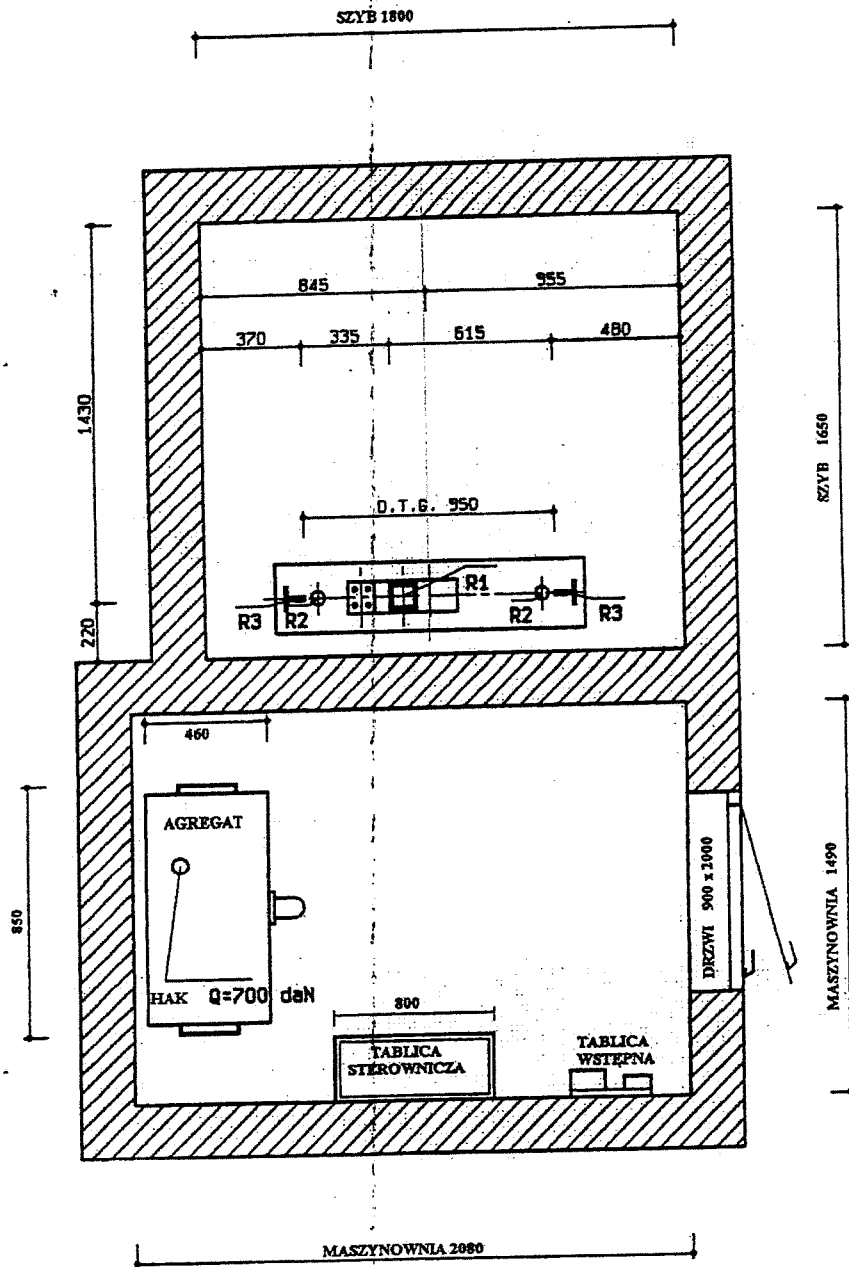 SZYB 1800
845
955
370
335
615
480
1430
SZYB 1650
D.T.G. 950
R1
R3
R2
R2
R3
220
460
AGREGAT
850
HAK Q=700 daN
DRZWI 900 x 2000
MASZYNOWNIA 1490
800
TABLICA
STEROWNICZA
TABLICA
WSTĘPNA
MASZYNOWNIA 2080